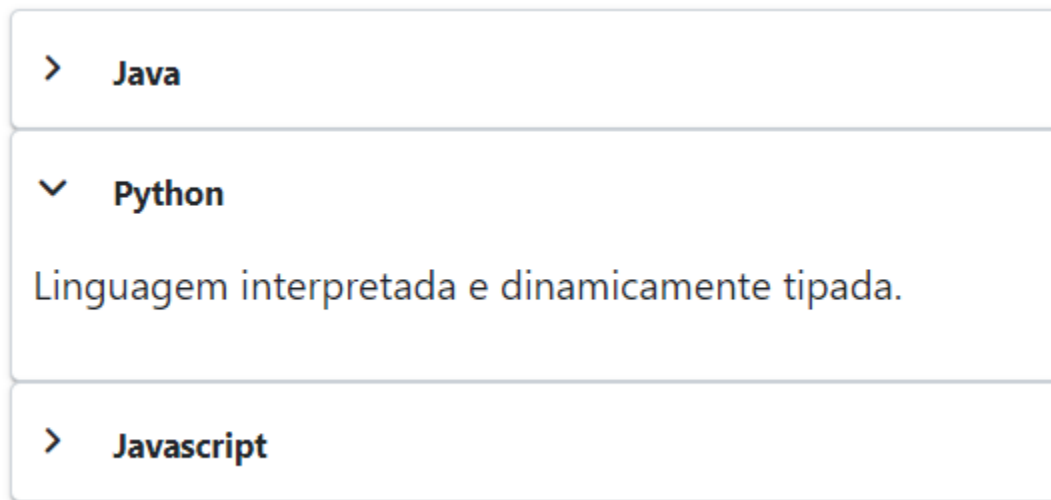 Java
Python
Linguagem interpretada e dinamicamente tipada.
Javascript